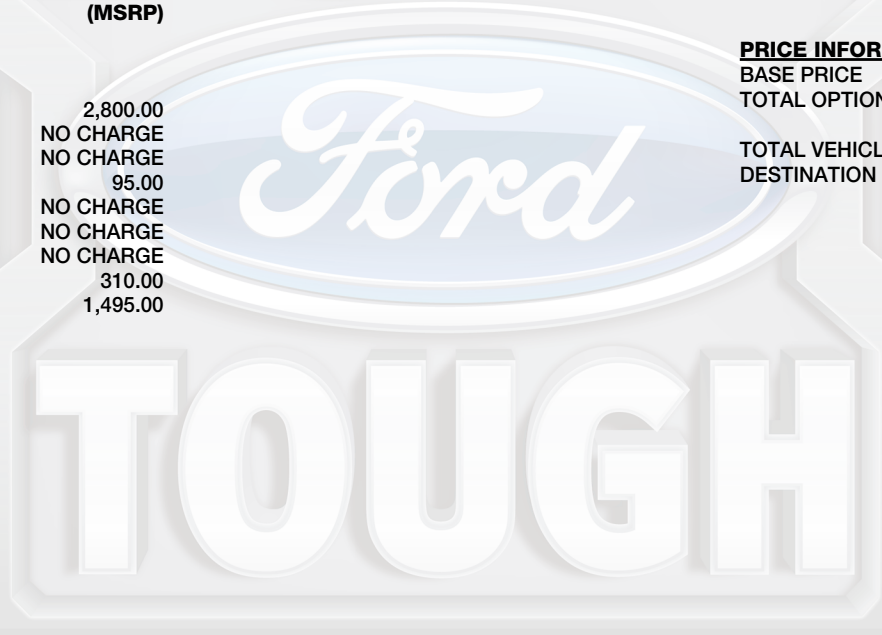 (MSRP)
2,800.00
NO CHARGE
NO CHARGE
95.00
NO CHARGE
NO CHARGE
NO CHARGE
310.00
1,495.00
PRICE INFOR
BASE PRICE
TOTAL OPTION
TOTAL VEHICL
DESTINATION
Ford
TOUGH